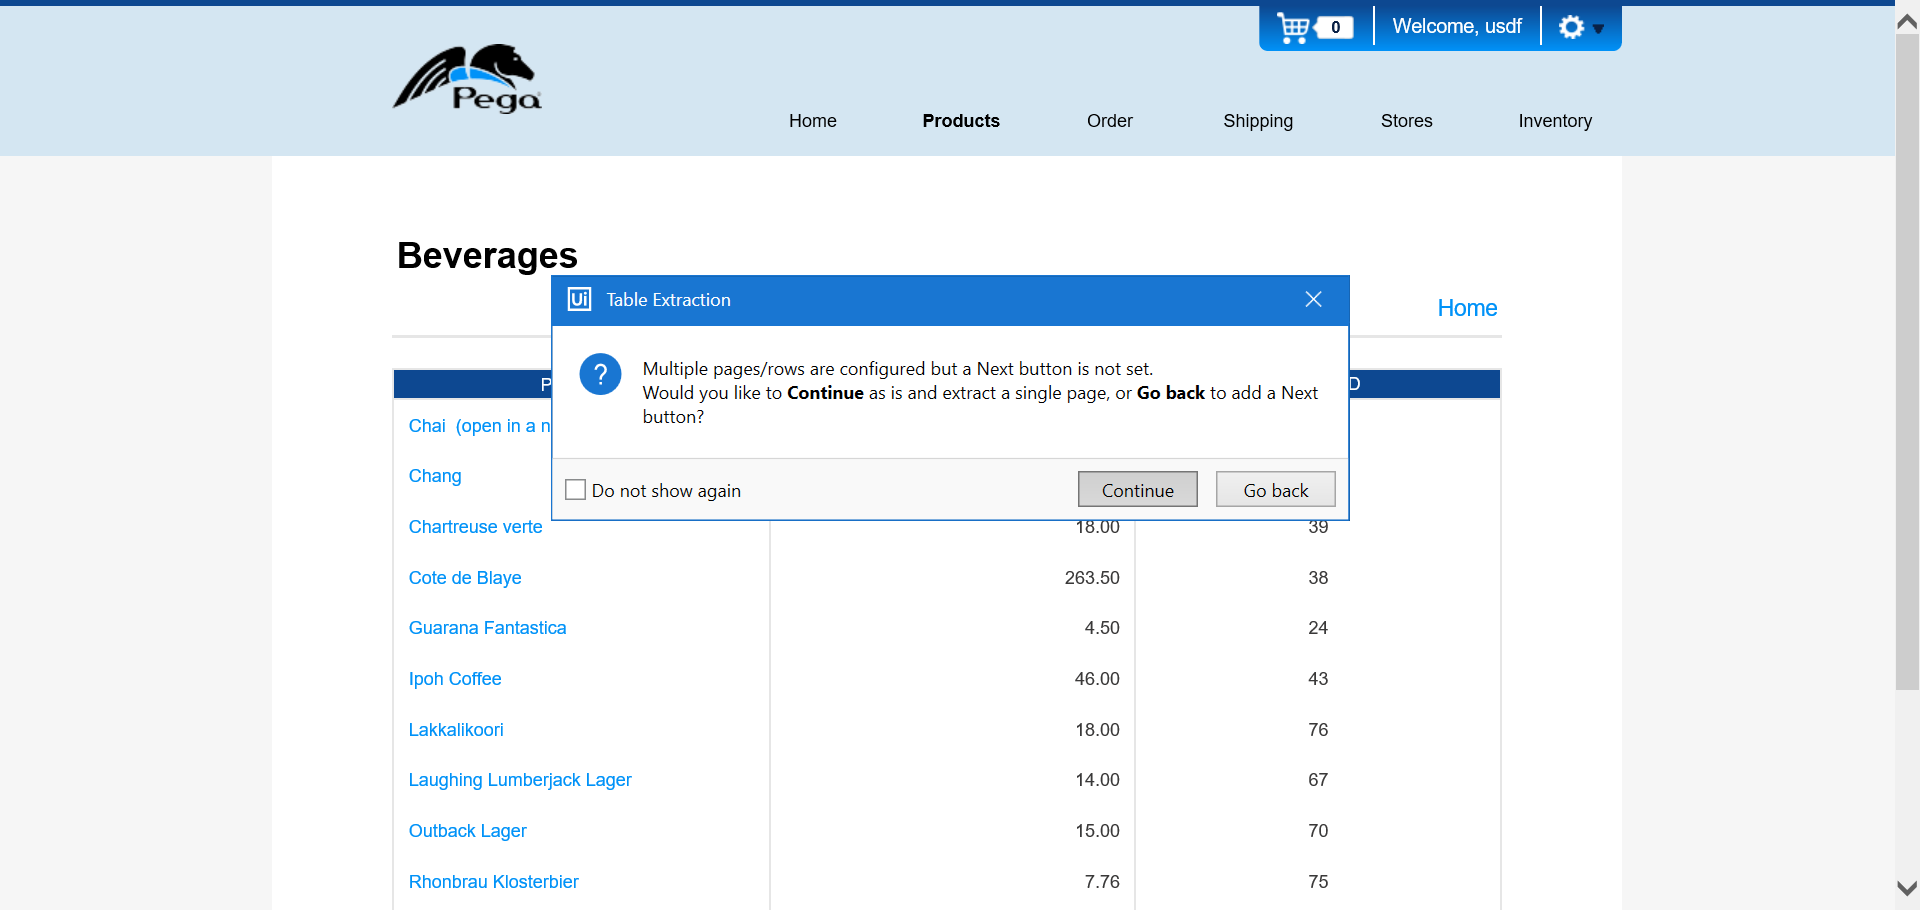 0
Welcome, usdf
Pega
Home
Products
Order
Shipping
Stores
Inventory
Beverages
Home
Ui Table Extraction
?
Multiple pages/rows are configured but a Next button is not set.
Would you like to Continue as is and extract a single page, or Go back to add a Next
button?
Do not show again
Continue
Go back
P
D
Chai (open in a n
Chang
Chartreuse verte 18.00 39
Cote de Blaye 263.50 38
Guarana Fantastica 4.50 24
Ipoh Coffee 46.00 43
Lakkalikoori 18.00 76
Laughing Lumberjack Lager 14.00 67
Outback Lager 15.00 70
Rhonbrau Klosterbier 7.76 75